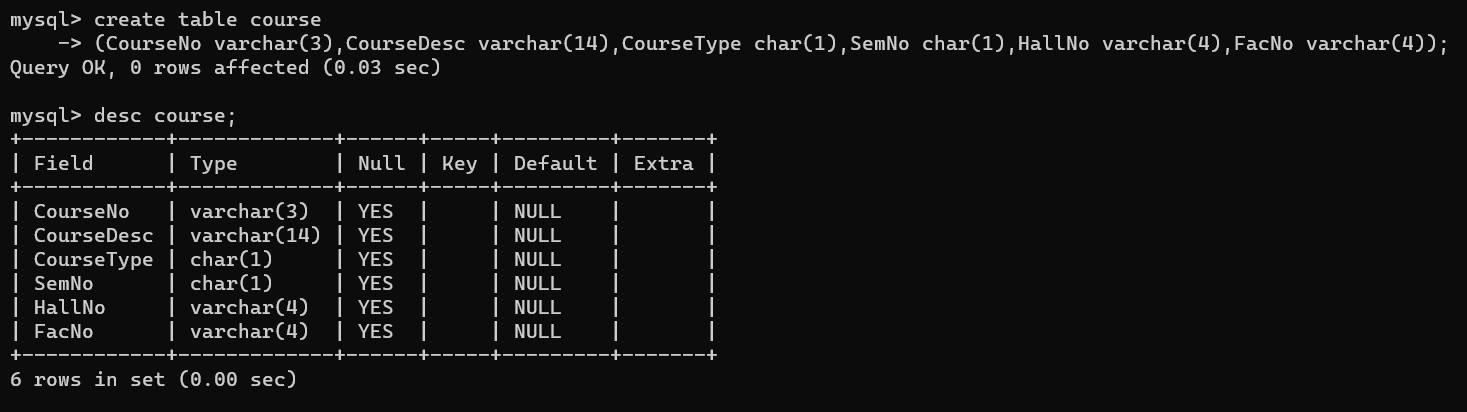 mysql> create table course
    -> (CourseNo varchar(3),CourseDesc varchar(14),CourseType char(1),SemNo char(1),HallNo varchar(4),FacNo varchar(4));
Query OK, 0 rows affected (0.03 sec)

mysql> desc course;
+------------+-------------+------+-----+---------+-------+
| Field      | Type        | Null | Key | Default | Extra |
+------------+-------------+------+-----+---------+-------+
| CourseNo   | varchar(3)  | YES  |     | NULL    |       |
| CourseDesc | varchar(14) | YES  |     | NULL    |       |
| CourseType | char(1)     | YES  |     | NULL    |       |
| SemNo      | char(1)     | YES  |     | NULL    |       |
| HallNo     | varchar(4)  | YES  |     | NULL    |       |
| FacNo      | varchar(4)  | YES  |     | NULL    |       |
+------------+-------------+------+-----+---------+-------+
6 rows in set (0.00 sec)